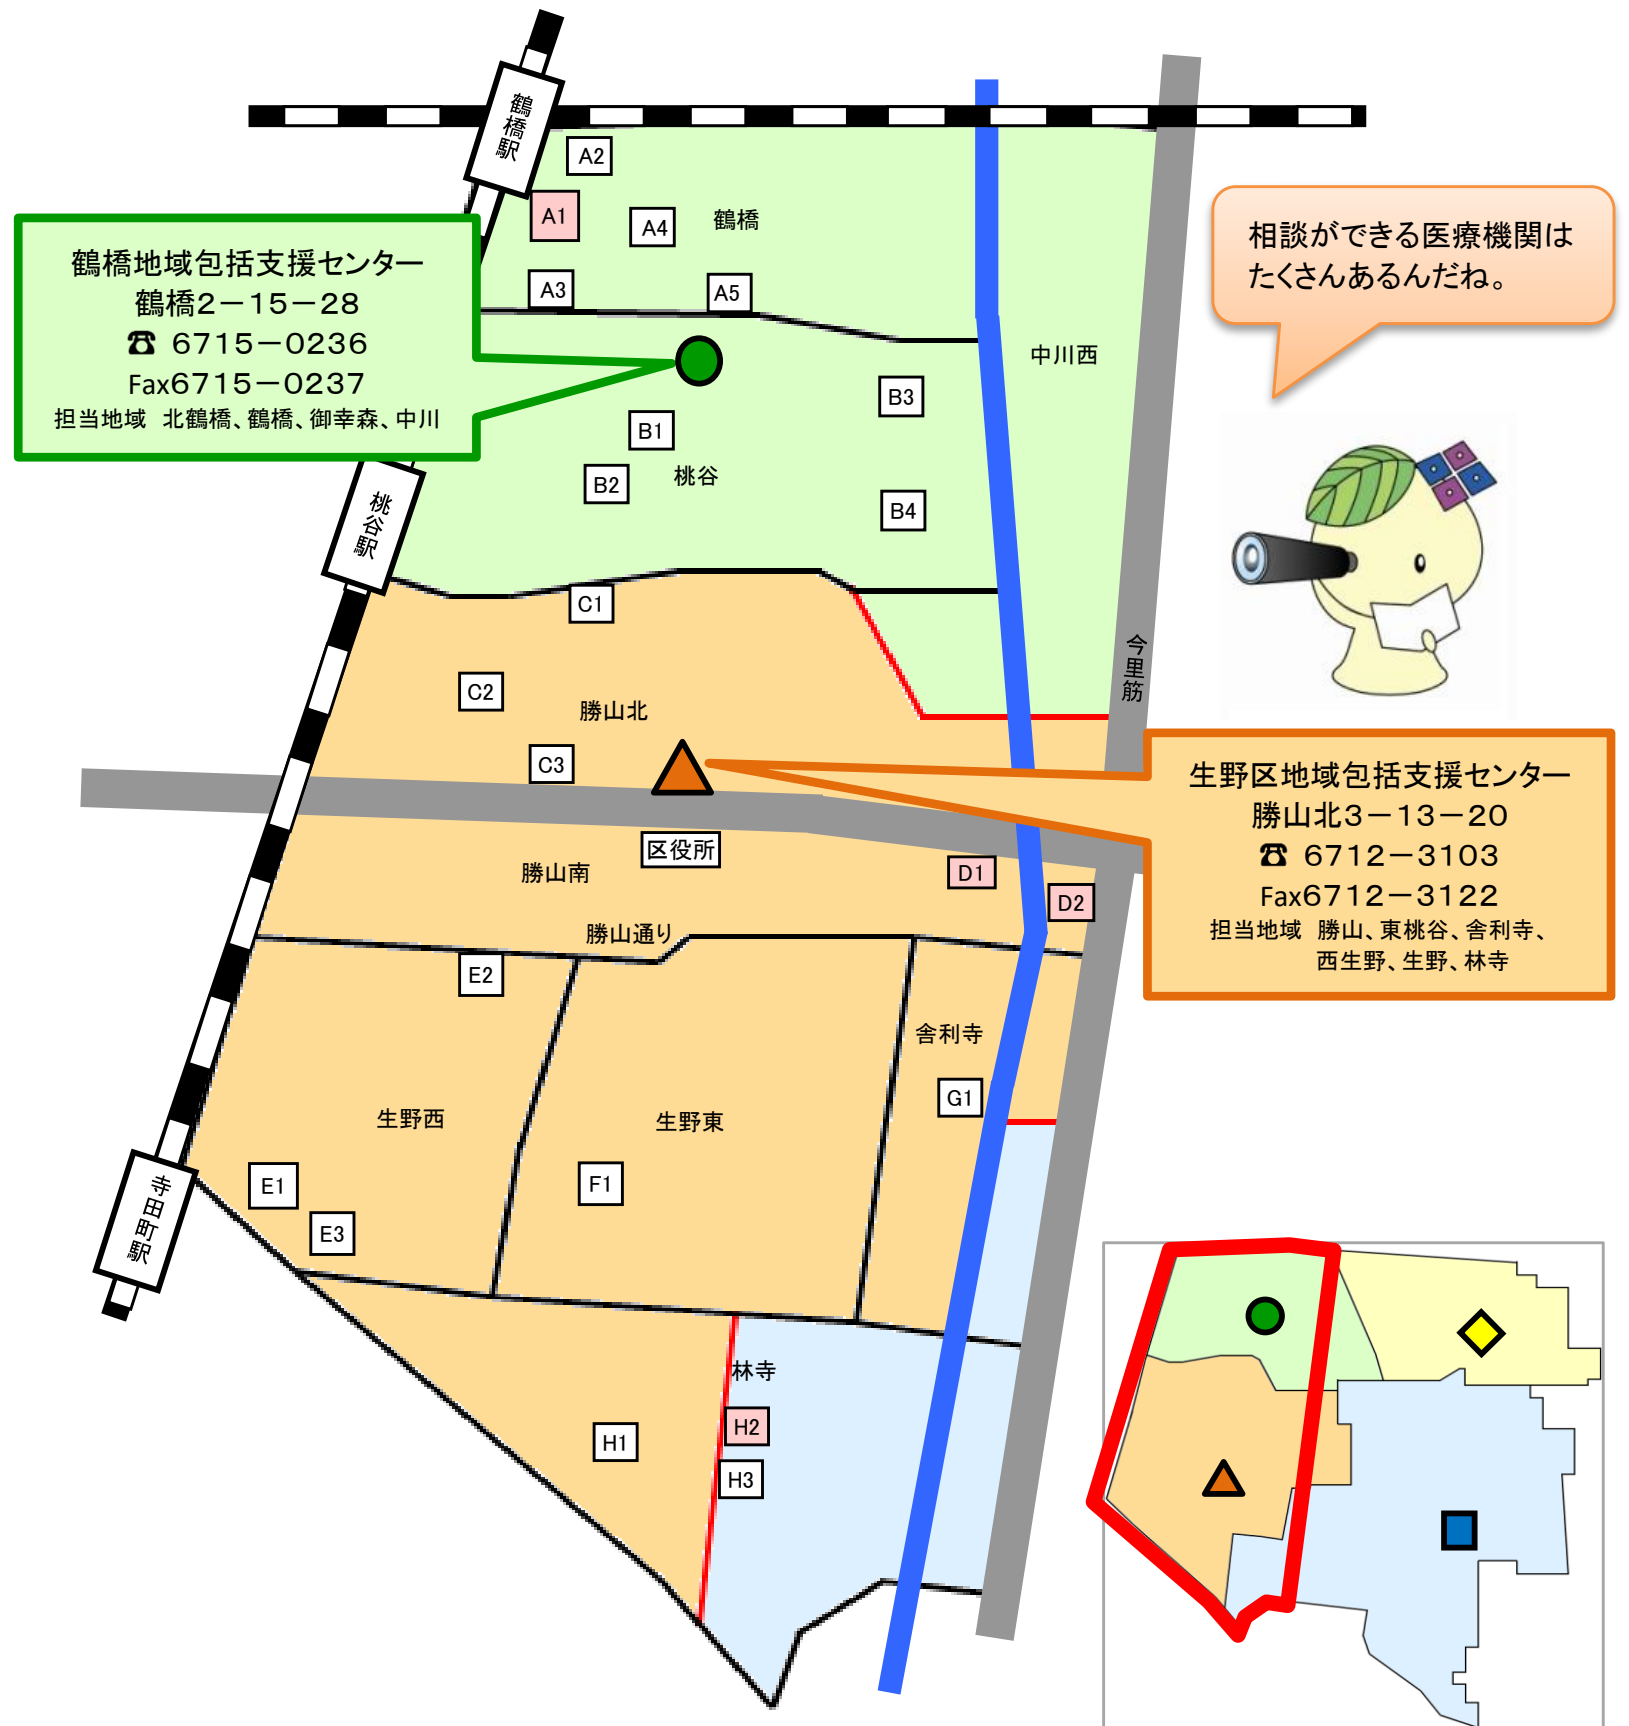 鶴橋駅
A2
A1
A4
鶴橋
A3
A5
鶴橋地域包括支援センター
鶴橋2－15－28
☎ 6715－0236
Fax6715－0237
担当地域　北鶴橋、鶴橋、御幸森、中川
相談ができる医療機関は
たくさんあるんだね。
中川西
B3
B1
B2
桃谷
B4
桃谷駅
C1
今里筋
C2
勝山北
C3
生野区地域包括支援センター
勝山北3－13－20
☎ 6712－3103
Fax6712－3122
担当地域　勝山、東桃谷、舎利寺、
西生野、生野、林寺
区役所
勝山南
D1
D2
勝山通り
E2
舎利寺
G1
生野西
生野東
E1
F1
E3
寺田町駅
林寺
H2
H1
H3